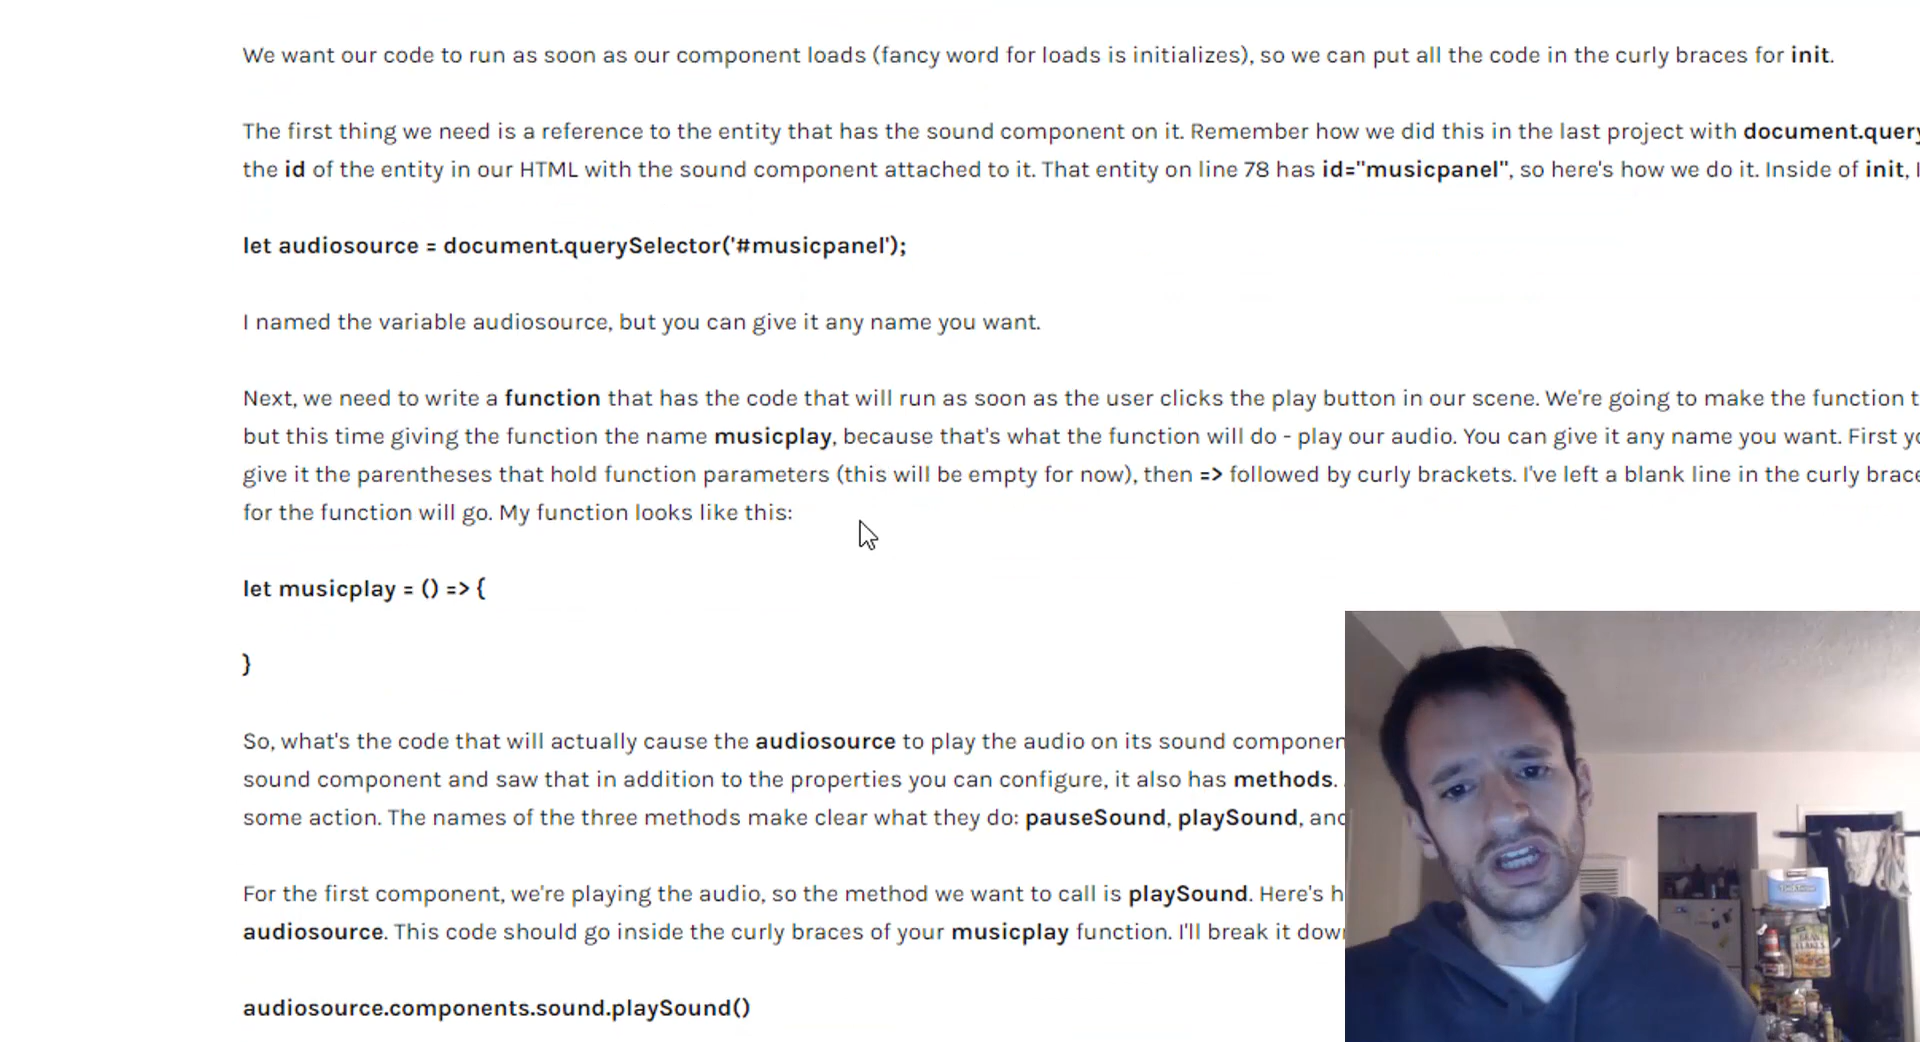 We want our code to run as soon as our component loads (fancy word for loads is initializes), so we can put all the code in the curly braces for init.
The first thing we need is a reference to the entity that has the sound component on it. Remember how we did this in the last project with document.query
the id of the entity in our HTML with the sound component attached to it. That entity on line 78 has id="musicpanel", so here's how we do it. Inside of init, I
let audiosource = document.querySelector('#musicpanel');
I named the variable audiosource, but you can give it any name you want.
Next, we need to write a function that has the code that will run as soon as the user clicks the play button in our scene. We're going to make the function t
but this time giving the function the name musicplay, because that's what the function will do - play our audio. You can give it any name you want. First yo
give it the parentheses that hold function parameters (this will be empty for now), then => followed by curly brackets. I've left a blank line in the curly brace
for the function will go. My function looks like this:
let musicplay = () => {
}
So, what's the code that will actually cause the audiosource to play the audio on its sound componen
sound component and saw that in addition to the properties you can configure, it also has methods.
some action. The names of the three methods make clear what they do: pauseSound, playSound, and
For the first component, we're playing the audio, so the method we want to call is playSound. Here's h
audiosource. This code should go inside the curly braces of your musicplay function. I'll break it down
audiosource.components.sound.playSound()